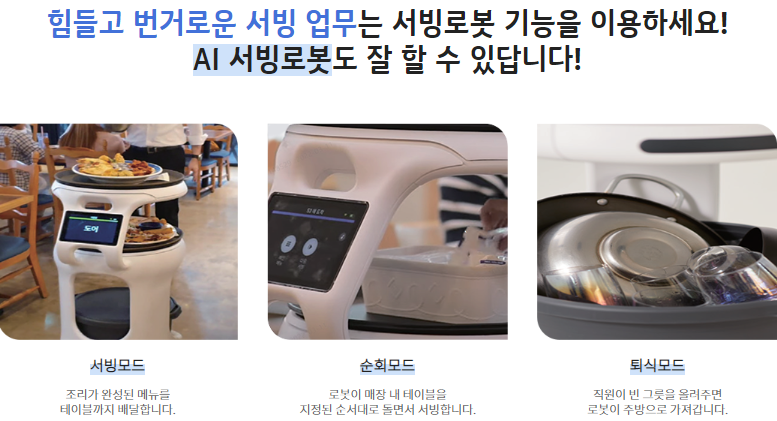 힘들고 번거로운 서빙 업무는 서빙로봇 기능을 이용하세요!
AI 서빙로봇도 잘 할 수 있답니다!
서빙모드
조리가 완성된 메뉴를
테이블까지 배달합니다.
순회모드
로봇이 매장 내 테이블을
지정된 순서대로 돌면서 서빙합니다.
퇴식모드
직원이 빈 그릇을 올려주면
로봇이 주방으로 가져갑니다.